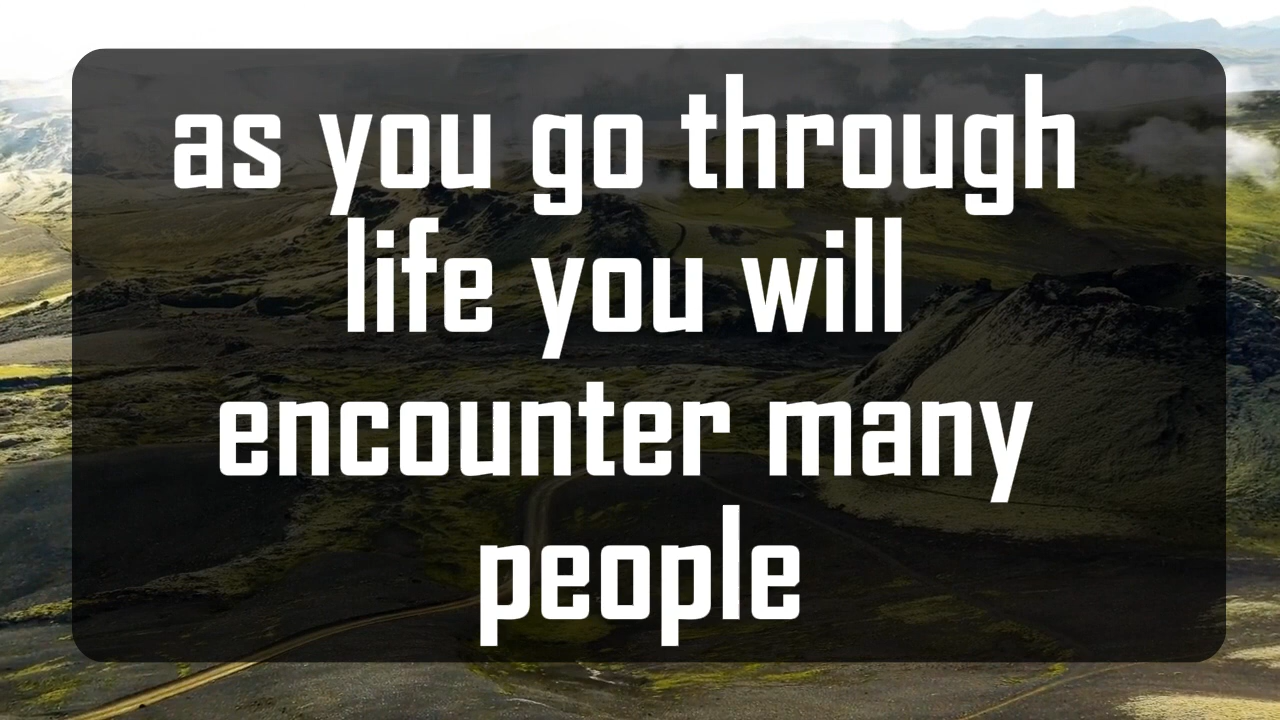 as you go through
life you will
encounter many
people